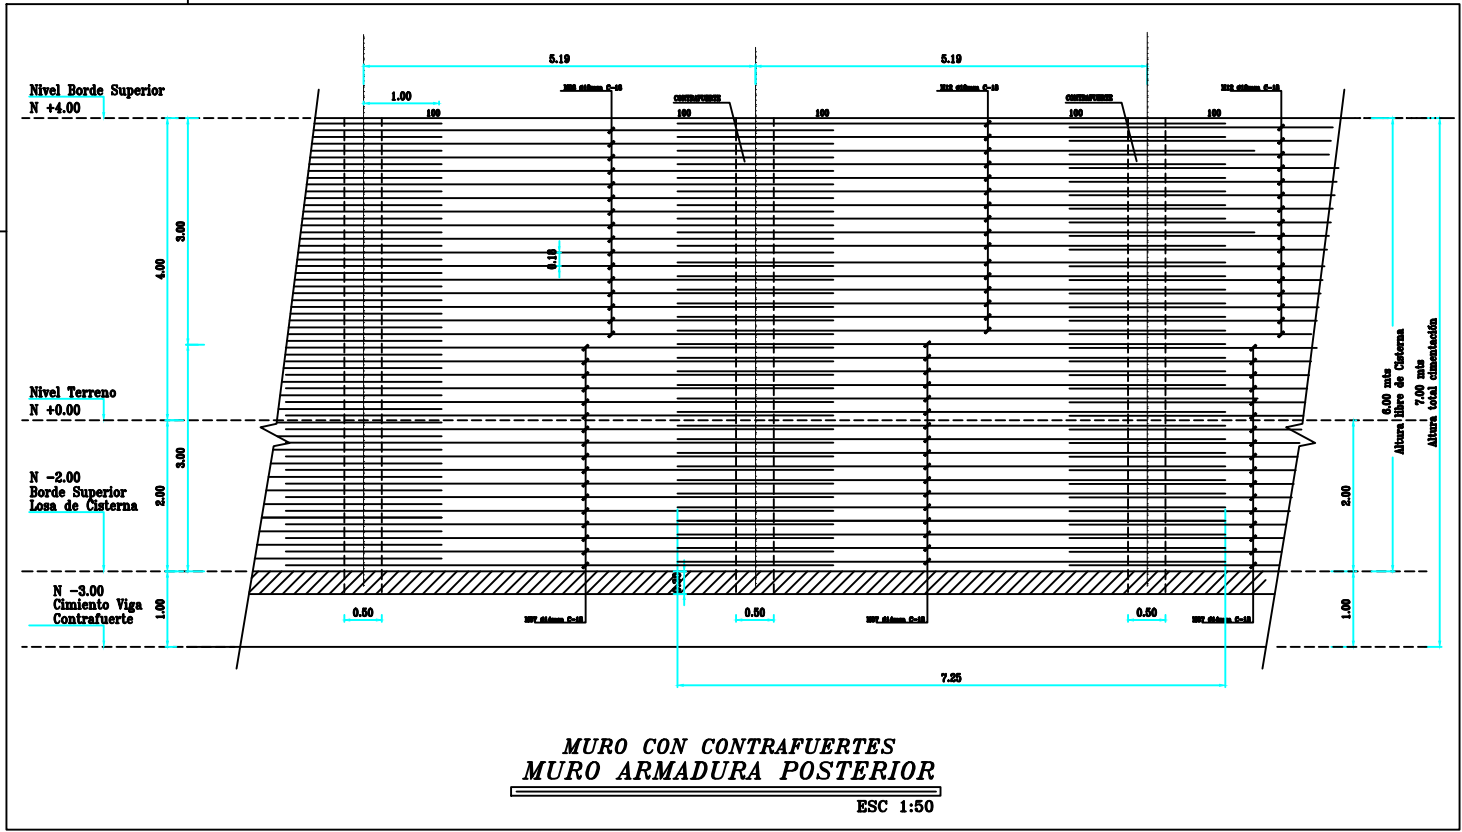 5.19
5.19
Nivel Borde Superior
N +4.00
1.00
C-18
C-18
C-18
CONTRAFUERTE
CONTRAFUERTE
100
100
100
100
100
3.00
4.00
0.18
Nivel Terreno
N +0.00
3.00
2.00
N -2.00
Borde Superior
Losa de Cisterna
6.00 mts
Altura libre de Cisterna
7.00 mts
Altura total cimentación
2.00
N -3.00
Cimiento Viga
Contrafuerte
1.00
0.50
0.50
0.50
1.00
7.25
MURO CON CONTRAFUERTES
MURO ARMADURA POSTERIOR
ESC 1:50